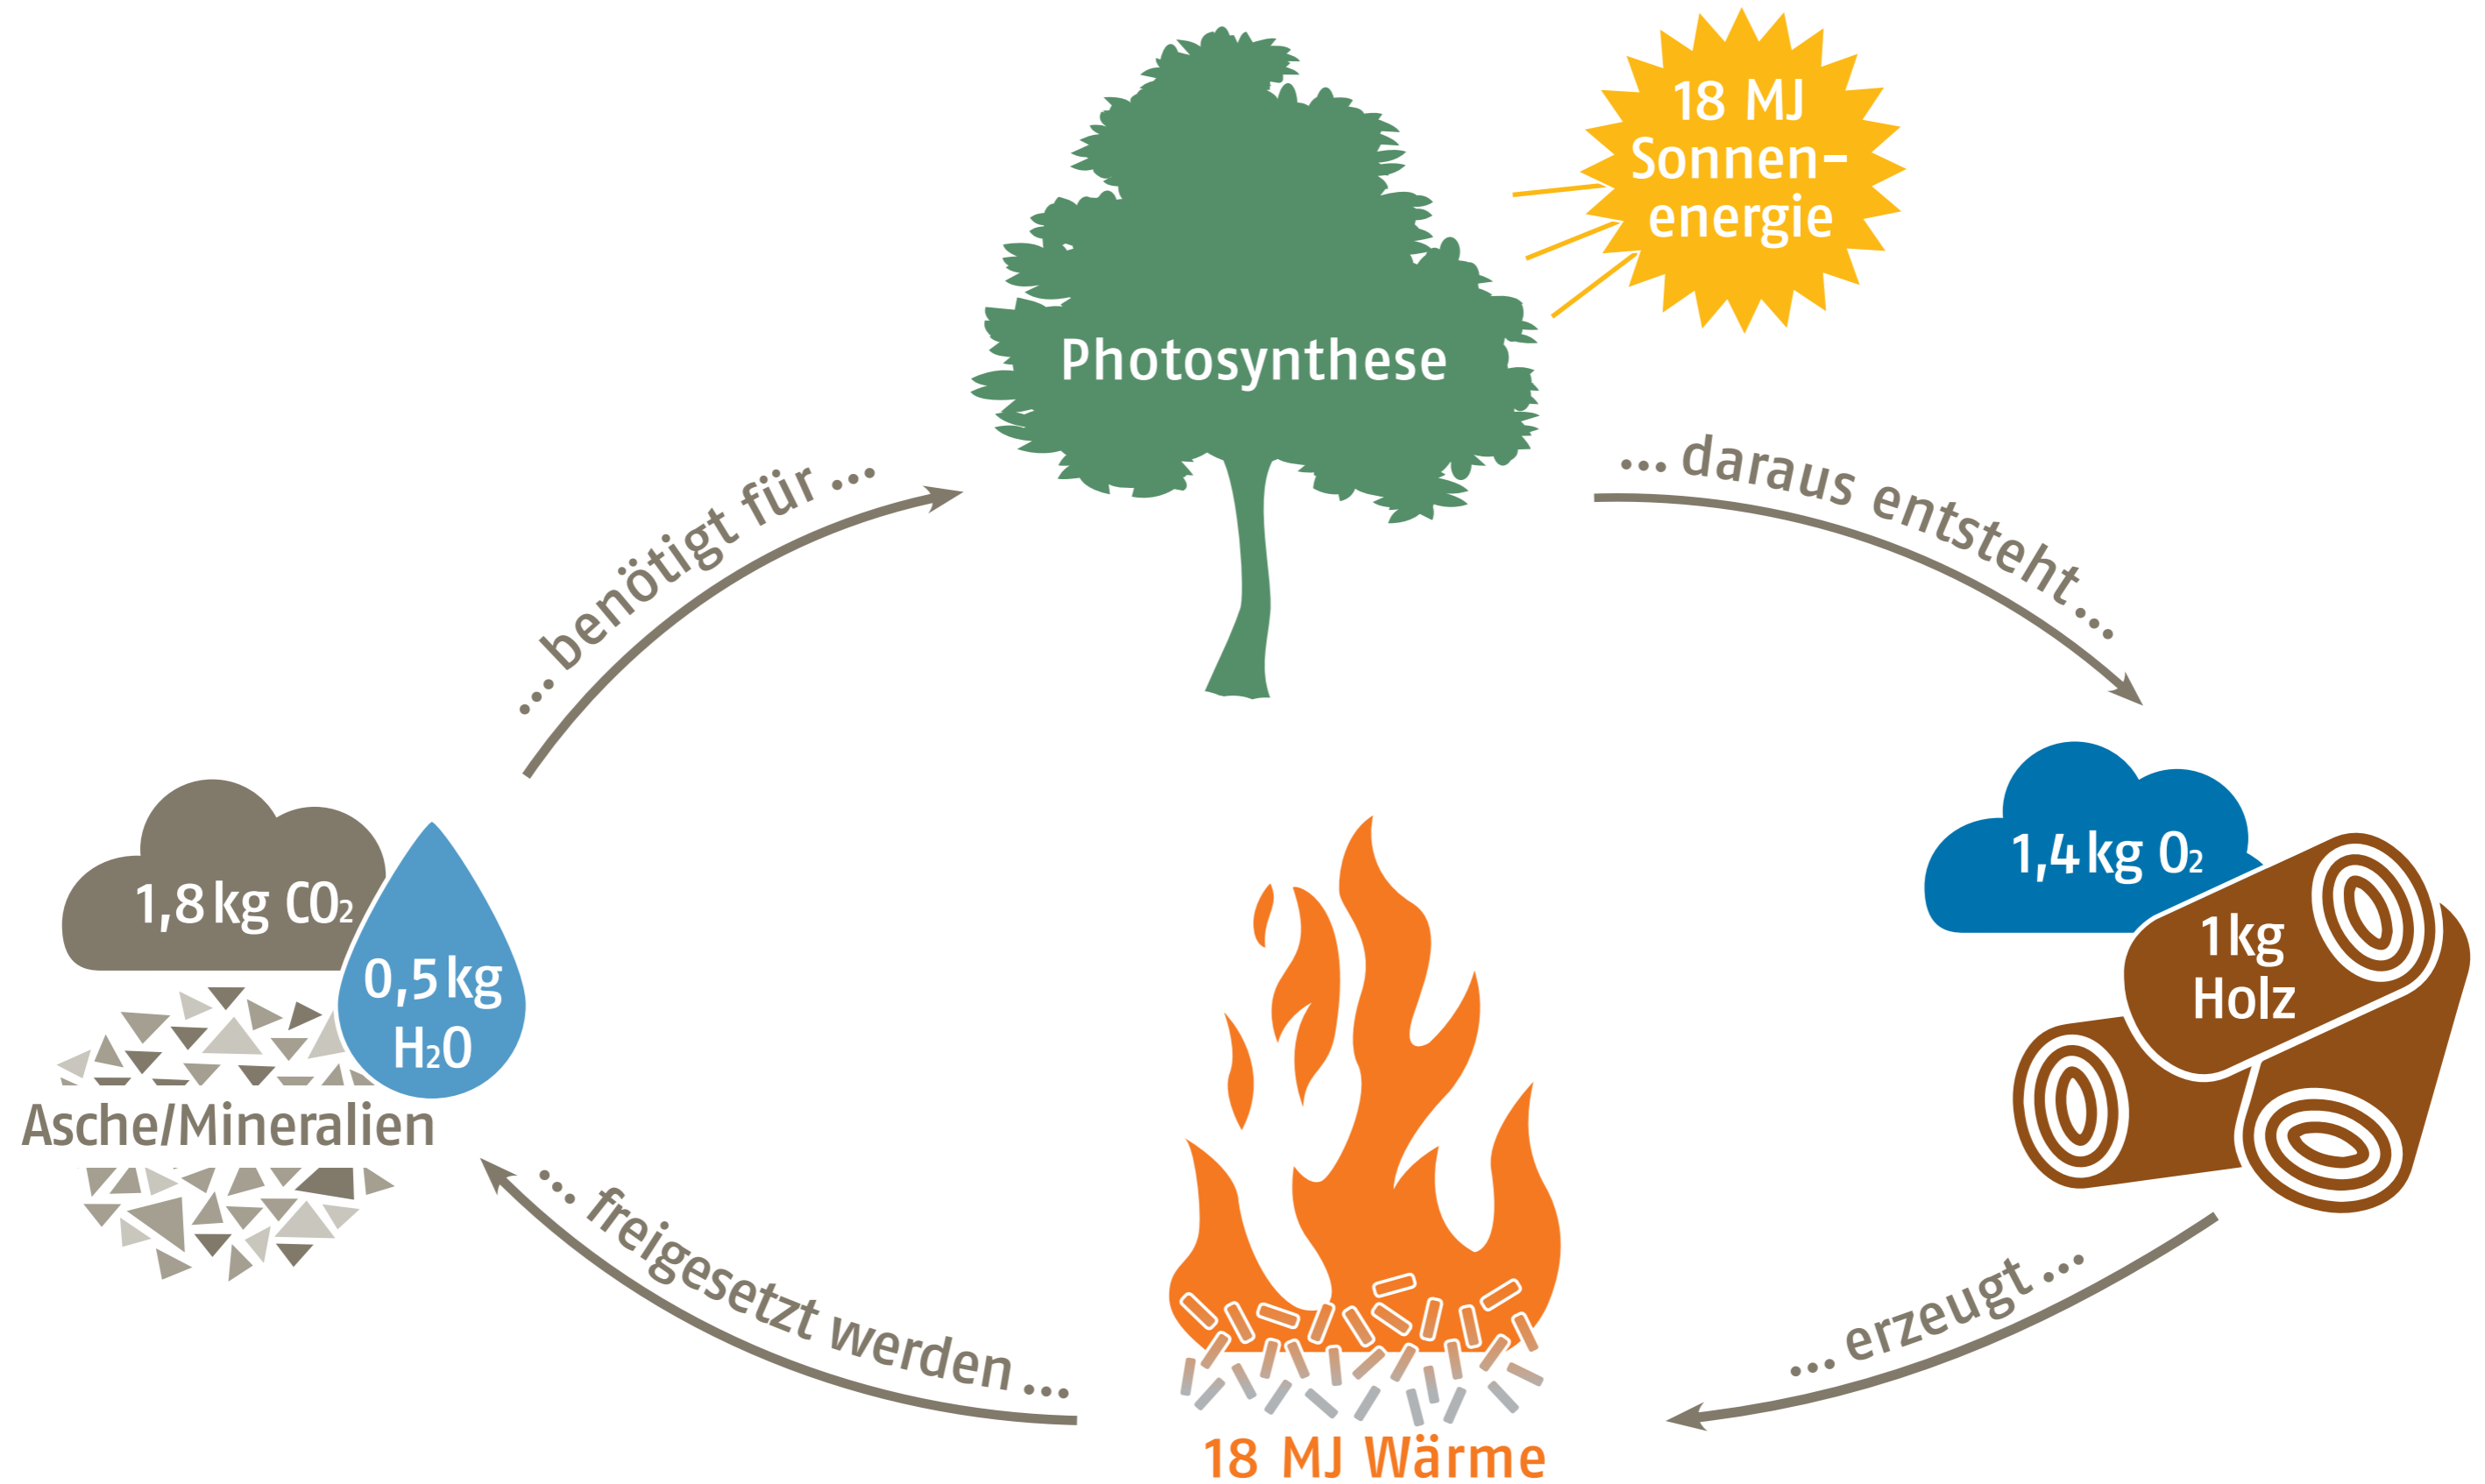 18 MJ
Sonnen-
energie
Photosynthese
... daraus entsteht ...
1,4 kg O₂
1 kg
Holz
... erzeugt ...
18 MJ Wärme
... freigesetzt werden ...
1,8 kg CO₂
0,5 kg
H₂O
Asche/Mineralien
... benötigt für ...